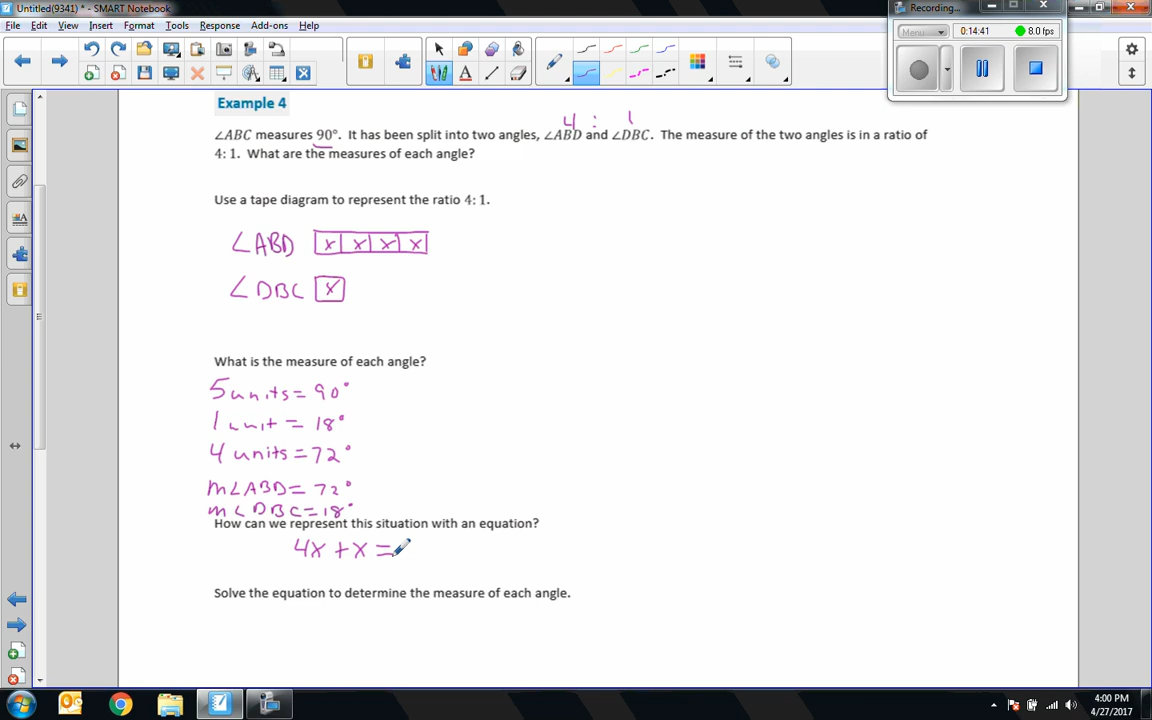 Untitled(9341) * - SMART Notebook
File Edit View Insert Format Tools Response Add-ons Help
Recording...
Menu
0:14:41
8.0 fps
Example 4
4 : 1
∠ABC measures 90°. It has been split into two angles, ∠ABD and ∠DBC. The measure of the two angles is in a ratio of
4: 1. What are the measures of each angle?
Use a tape diagram to represent the ratio 4: 1.
∠ABD x x x x
∠DBC x
What is the measure of each angle?
5 units = 90°
1 unit = 18°
4 units = 72°
m∠ABD = 72°
m∠DBC = 18°
How can we represent this situation with an equation?
4x + x =
Solve the equation to determine the measure of each angle.
4:00 PM
4/27/2017